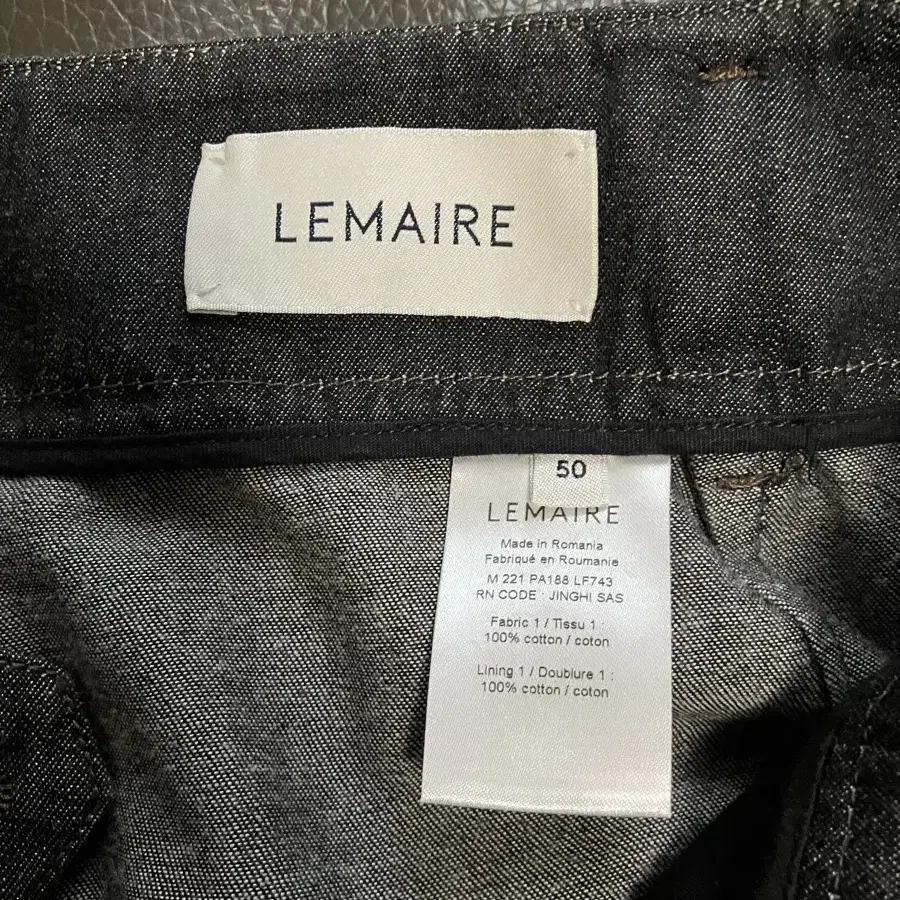 LEMAIRE
50
LEMAIRE
Made in Romania
Fabriqué en Roumanie
M 221 PA188 LF743
RN CODE : JINGHI SAS
Fabric 1 / Tissu 1 :
100% cotton / coton
Lining 1 / Doublure 1 :
100% cotton / coton